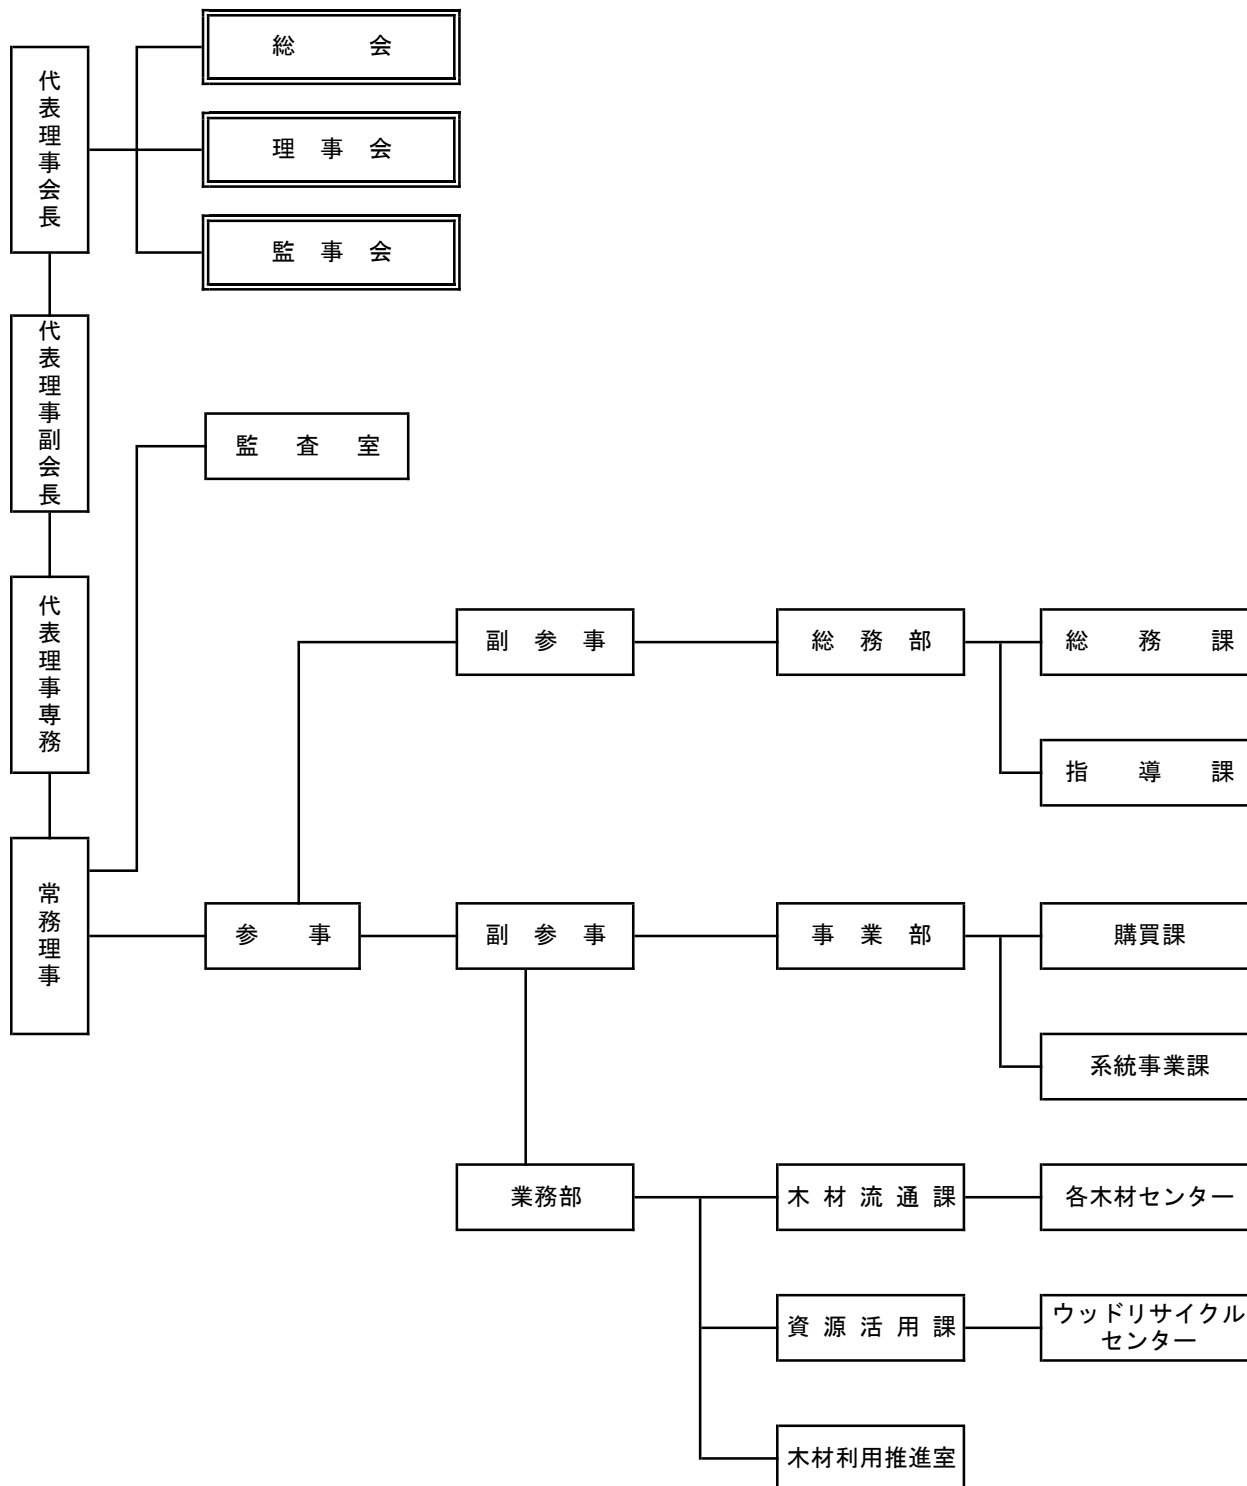 代表理事会長
総会
理事会
監事会
代表理事副会長
監査室
代表理事専務
副参事
総務部
総務課
指導課
常務理事
参事
副参事
事業部
購買課
系統事業課
業務部
木材流通課
各木材センター
資源活用課
ウッドリサイクル
センター
木材利用推進室